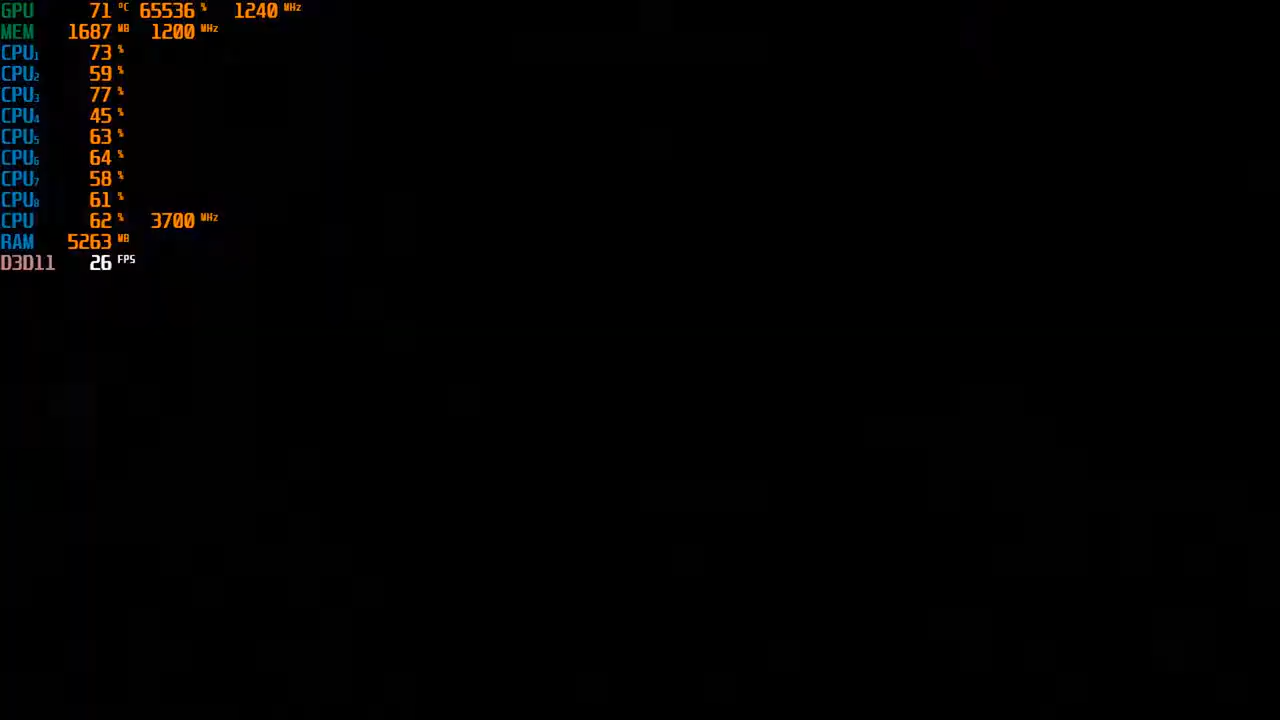 GPU 71 °C 65536 % 1240 MHz
MEM 1687 MB 1200 MHz
CPU1 73 %
CPU2 59 %
CPU3 77 %
CPU4 45 %
CPU5 63 %
CPU6 64 %
CPU7 58 %
CPU8 61 %
CPU 62 % 3700 MHz
RAM 5263 MB
D3D11 26 FPS